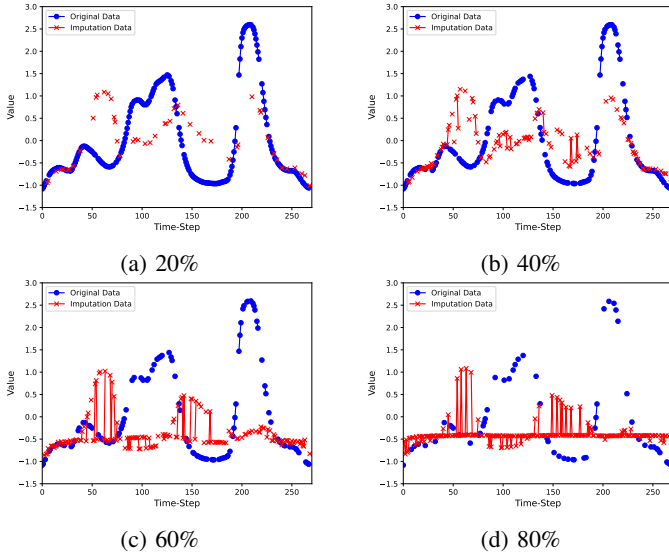 3.0
2.5
2.0
1.5
1.0
0.5
0.0
−0.5
−1.0
−1.5
Value
Original Data
Imputation Data
0 50 100 150 200 250
Time-Step
(a) 20%
3.0
2.5
2.0
1.5
1.0
0.5
0.0
−0.5
−1.0
−1.5
Value
Original Data
Imputation Data
0 50 100 150 200 250
Time-Step
(b) 40%
3.0
2.5
2.0
1.5
1.0
0.5
0.0
−0.5
−1.0
−1.5
Value
Original Data
Imputation Data
0 50 100 150 200 250
Time-Step
(c) 60%
3.0
2.5
2.0
1.5
1.0
0.5
0.0
−0.5
−1.0
−1.5
Value
Original Data
Imputation Data
0 50 100 150 200 250
Time-Step
(d) 80%